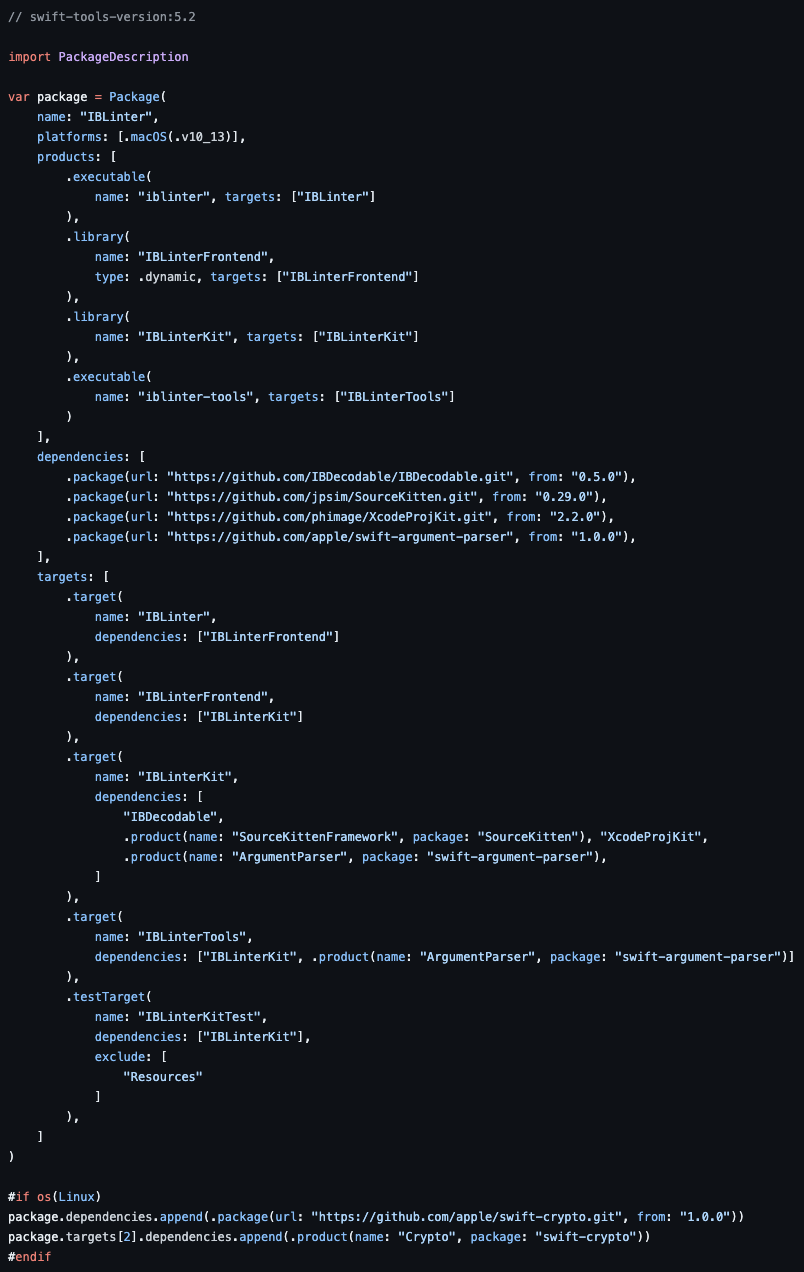 // swift-tools-version:5.2

import PackageDescription

var package = Package(
    name: "IBLinter",
    platforms: [.macOS(.v10_13)],
    products: [
        .executable(
            name: "iblinter", targets: ["IBLinter"]
        ),
        .library(
            name: "IBLinterFrontend",
            type: .dynamic, targets: ["IBLinterFrontend"]
        ),
        .library(
            name: "IBLinterKit", targets: ["IBLinterKit"]
        ),
        .executable(
            name: "iblinter-tools", targets: ["IBLinterTools"]
        )
    ],
    dependencies: [
        .package(url: "https://github.com/IBDecodable/IBDecodable.git", from: "0.5.0"),
        .package(url: "https://github.com/jpsim/SourceKitten.git", from: "0.29.0"),
        .package(url: "https://github.com/phimage/XcodeProjKit.git", from: "2.2.0"),
        .package(url: "https://github.com/apple/swift-argument-parser", from: "1.0.0"),
    ],
    targets: [
        .target(
            name: "IBLinter",
            dependencies: ["IBLinterFrontend"]
        ),
        .target(
            name: "IBLinterFrontend",
            dependencies: ["IBLinterKit"]
        ),
        .target(
            name: "IBLinterKit",
            dependencies: [
                "IBDecodable",
                .product(name: "SourceKittenFramework", package: "SourceKitten"), "XcodeProjKit",
                .product(name: "ArgumentParser", package: "swift-argument-parser"),
            ]
        ),
        .target(
            name: "IBLinterTools",
            dependencies: ["IBLinterKit", .product(name: "ArgumentParser", package: "swift-argument-parser")]
        ),
        .testTarget(
            name: "IBLinterKitTest",
            dependencies: ["IBLinterKit"],
            exclude: [
                "Resources"
            ]
        ),
    ]
)

#if os(Linux)
package.dependencies.append(.package(url: "https://github.com/apple/swift-crypto.git", from: "1.0.0"))
package.targets[2].dependencies.append(.product(name: "Crypto", package: "swift-crypto"))
#endif